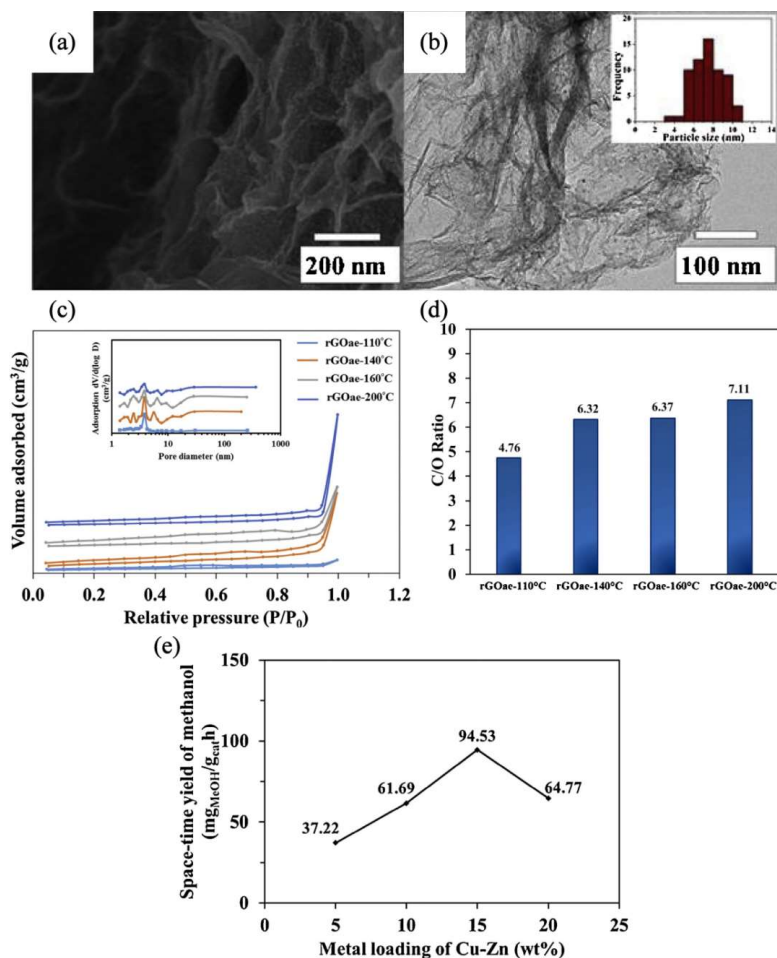 (a)
200 nm
(b)
Frequency
20
15
10
5
0
0 2 4 6 8 10 12 14
Particle size (nm)
100 nm
(c)
Volume adsorbed (cm³/g)
Adsorption dV/d(log D)
(cm³/g)
1 10 100 1000
Pore diameter (nm)
rGOae-110°C
rGOae-140°C
rGOae-160°C
rGOae-200°C
0.0 0.2 0.4 0.6 0.8 1.0 1.2
Relative pressure (P/P₀)
(d)
C/O Ratio
10
9
8
7
6
5
4
3
2
1
0
4.76
6.32
6.37
7.11
rGOae-110°C rGOae-140°C rGOae-160°C rGOae-200°C
(e)
Space-time yield of methanol
(mg_MeOH/g_cat h)
150
100
50
0
37.22
61.69
94.53
64.77
0 5 10 15 20 25
Metal loading of Cu-Zn (wt%)